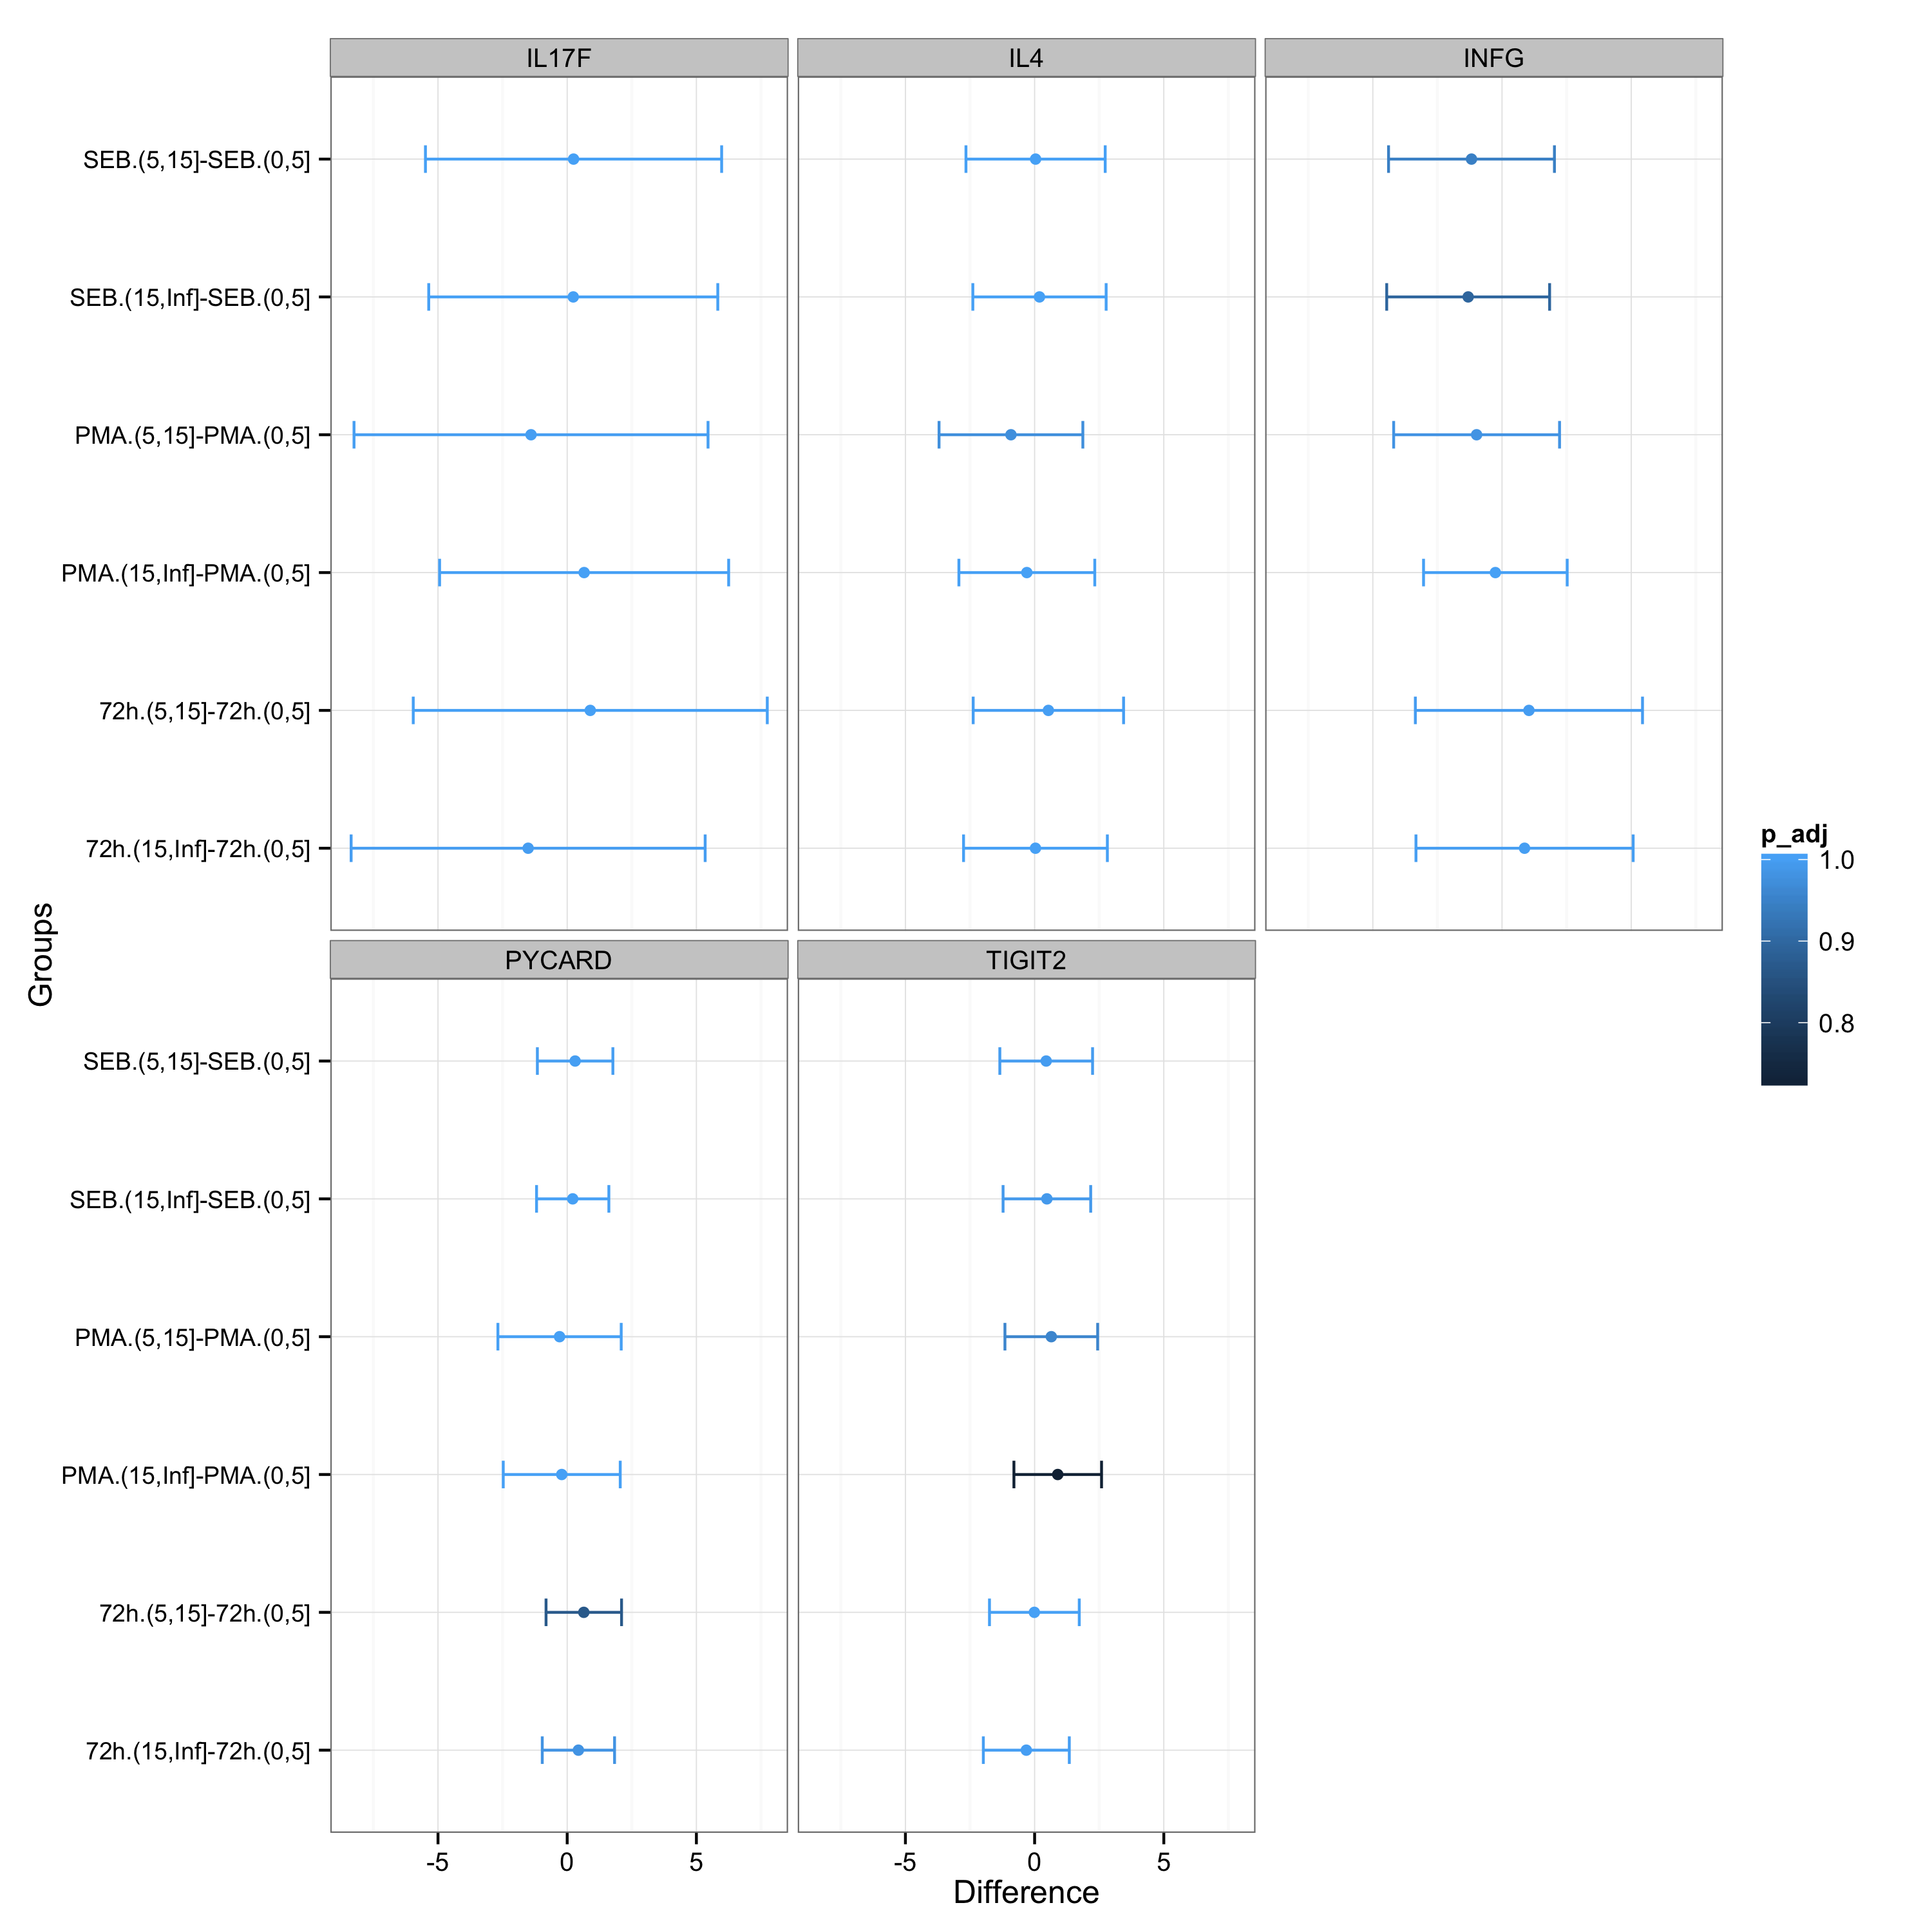 IL17F
IL4
INFG
SEB.(5,15]-SEB.(0,5]
SEB.(15,Inf]-SEB.(0,5]
PMA.(5,15]-PMA.(0,5]
PMA.(15,Inf]-PMA.(0,5]
72h.(5,15]-72h.(0,5]
72h.(15,Inf]-72h.(0,5]
Groups
PYCARD
TIGIT2
SEB.(5,15]-SEB.(0,5]
SEB.(15,Inf]-SEB.(0,5]
PMA.(5,15]-PMA.(0,5]
PMA.(15,Inf]-PMA.(0,5]
72h.(5,15]-72h.(0,5]
72h.(15,Inf]-72h.(0,5]
-5 0 5
-5 0 5
Difference
p_adj
1.0
0.9
0.8